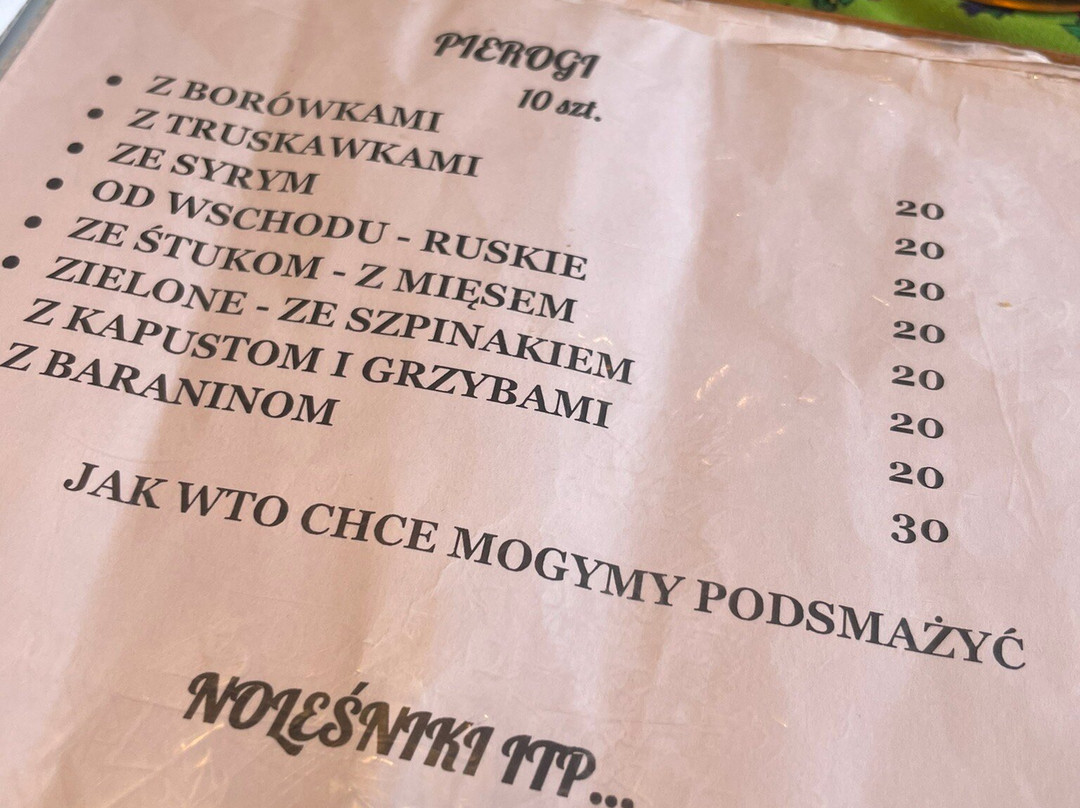 PIEROGI
10 szt.
• Z BORÓWKAMI 20
• Z TRUSKAWKAMI 20
• ZE SYRYM 20
• OD WSCHODU - RUSKIE 20
• ZE ŚTUKOM - Z MIĘSEM 20
• ZIELONE - ZE SZPINAKIEM 20
Z KAPUSTOM I GRZYBAMI 20
Z BARANINOM 30
JAK WTO CHCE MOGYMY PODSMAŻYĆ
NOLEŚNIKI ITP...